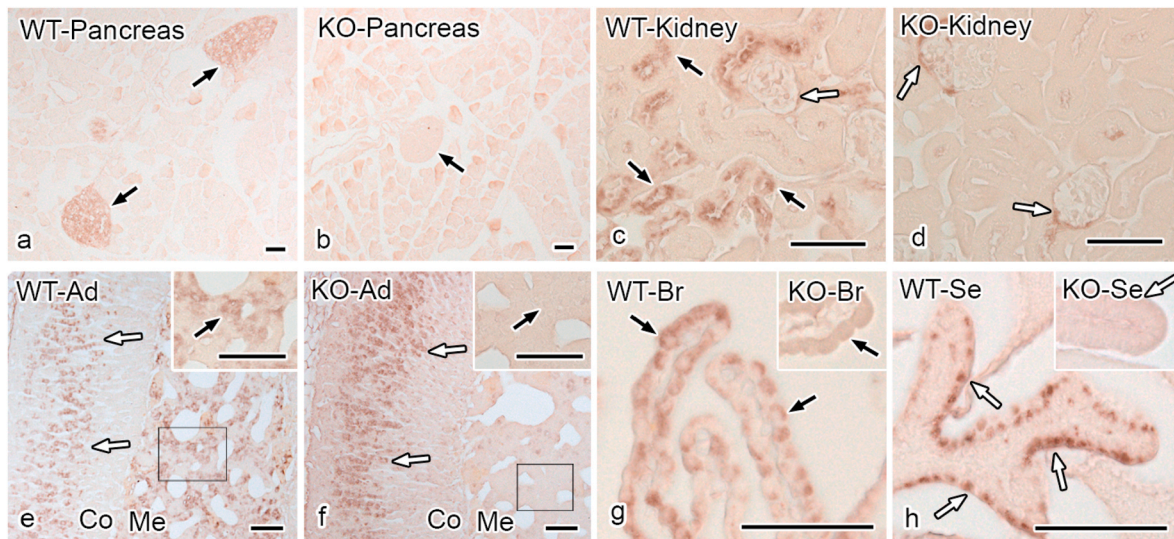 WT-Pancreas
KO-Pancreas
WT-Kidney
KO-Kidney
a
b
c
d
WT-Ad
KO-Ad
WT-Br
KO-Br
WT-Se
KO-Se
e
Co
Me
f
Co
Me
g
h